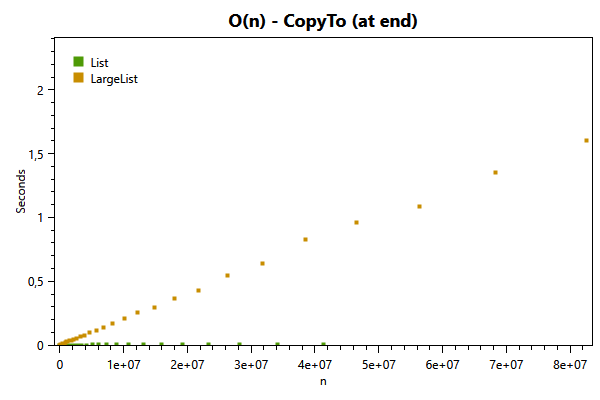 O(n) - CopyTo (at end)
List
LargeList
2
1,5
1
0,5
0
Seconds
0 1e+07 2e+07 3e+07 4e+07 5e+07 6e+07 7e+07 8e+07
n